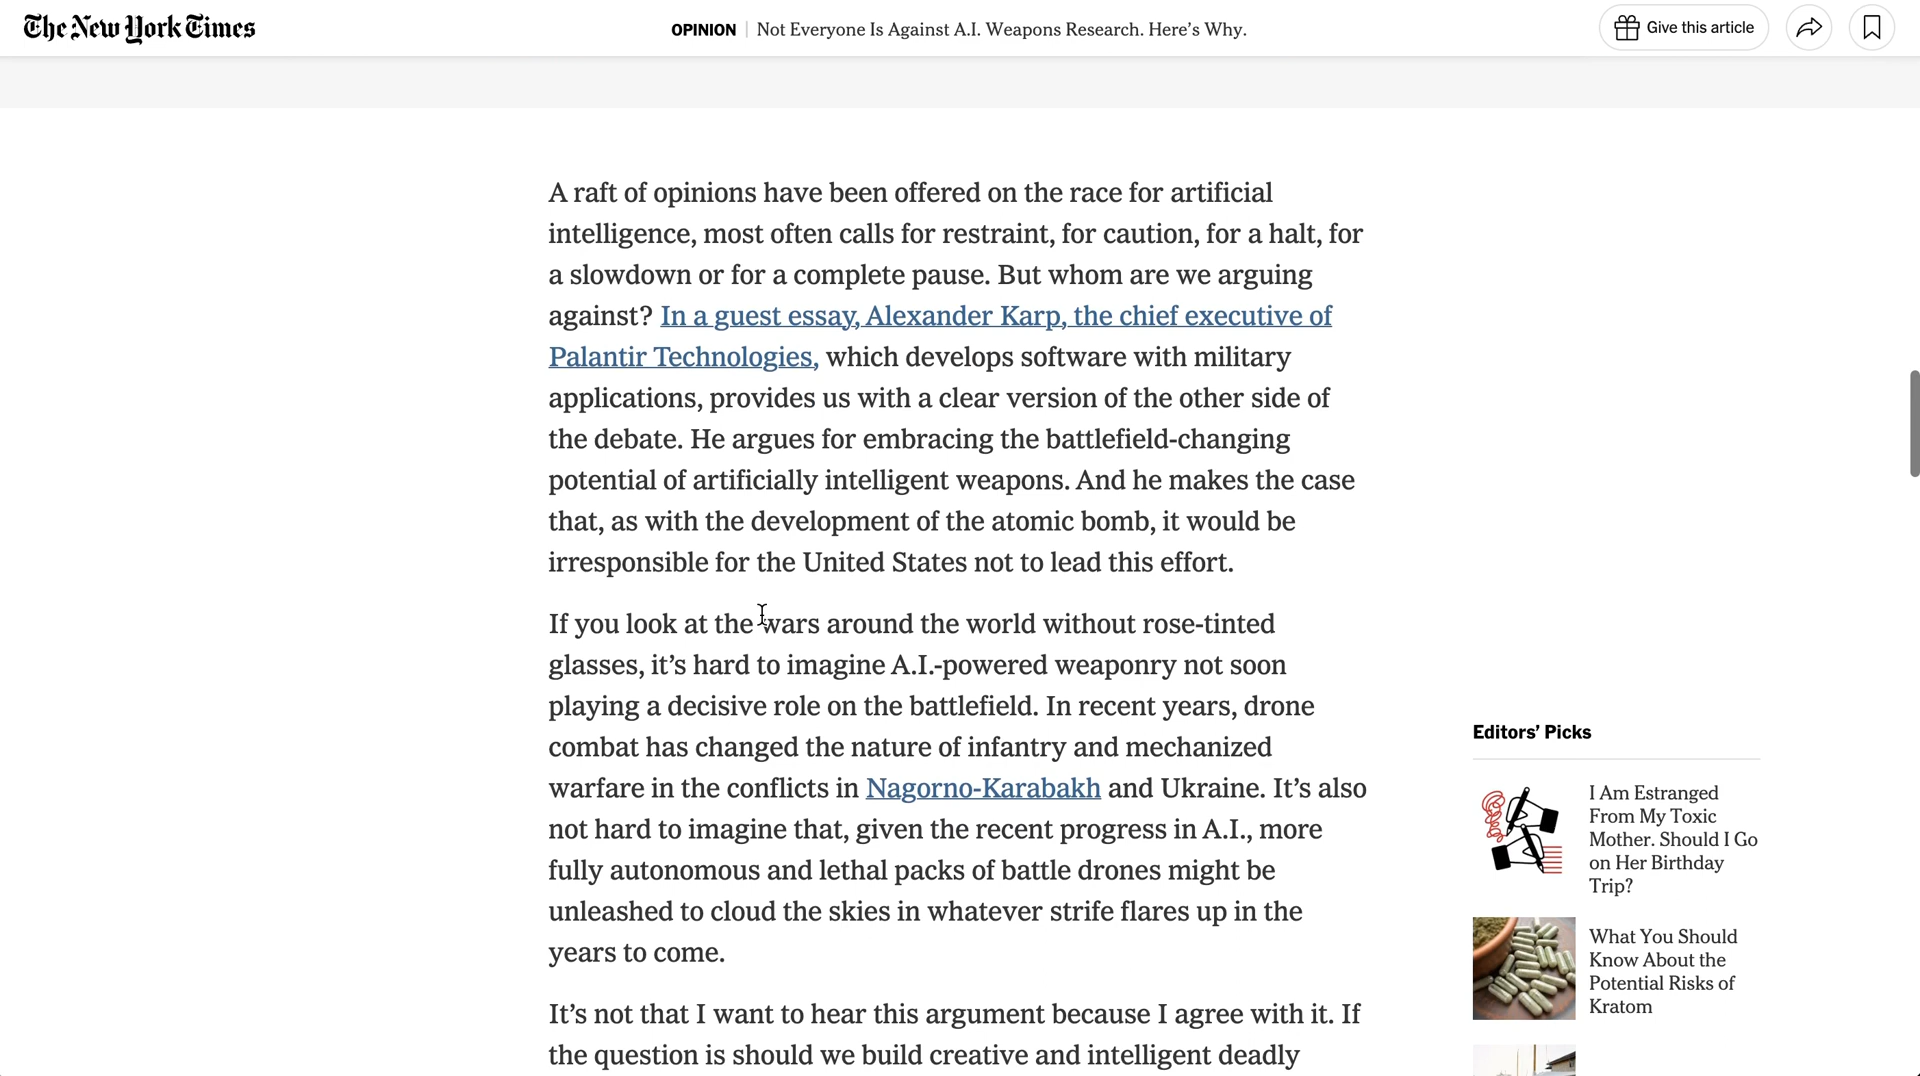 The New York Times
OPINION | Not Everyone Is Against A.I. Weapons Research. Here’s Why.
Give this article
A raft of opinions have been offered on the race for artificial
intelligence, most often calls for restraint, for caution, for a halt, for
a slowdown or for a complete pause. But whom are we arguing
against? In a guest essay, Alexander Karp, the chief executive of
Palantir Technologies, which develops software with military
applications, provides us with a clear version of the other side of
the debate. He argues for embracing the battlefield-changing
potential of artificially intelligent weapons. And he makes the case
that, as with the development of the atomic bomb, it would be
irresponsible for the United States not to lead this effort.
If you look at the wars around the world without rose-tinted
glasses, it’s hard to imagine A.I.-powered weaponry not soon
playing a decisive role on the battlefield. In recent years, drone
combat has changed the nature of infantry and mechanized
warfare in the conflicts in Nagorno-Karabakh and Ukraine. It’s also
not hard to imagine that, given the recent progress in A.I., more
fully autonomous and lethal packs of battle drones might be
unleashed to cloud the skies in whatever strife flares up in the
years to come.
It’s not that I want to hear this argument because I agree with it. If
the question is should we build creative and intelligent deadly
Editors’ Picks
I Am Estranged
From My Toxic
Mother. Should I Go
on Her Birthday
Trip?
What You Should
Know About the
Potential Risks of
Kratom